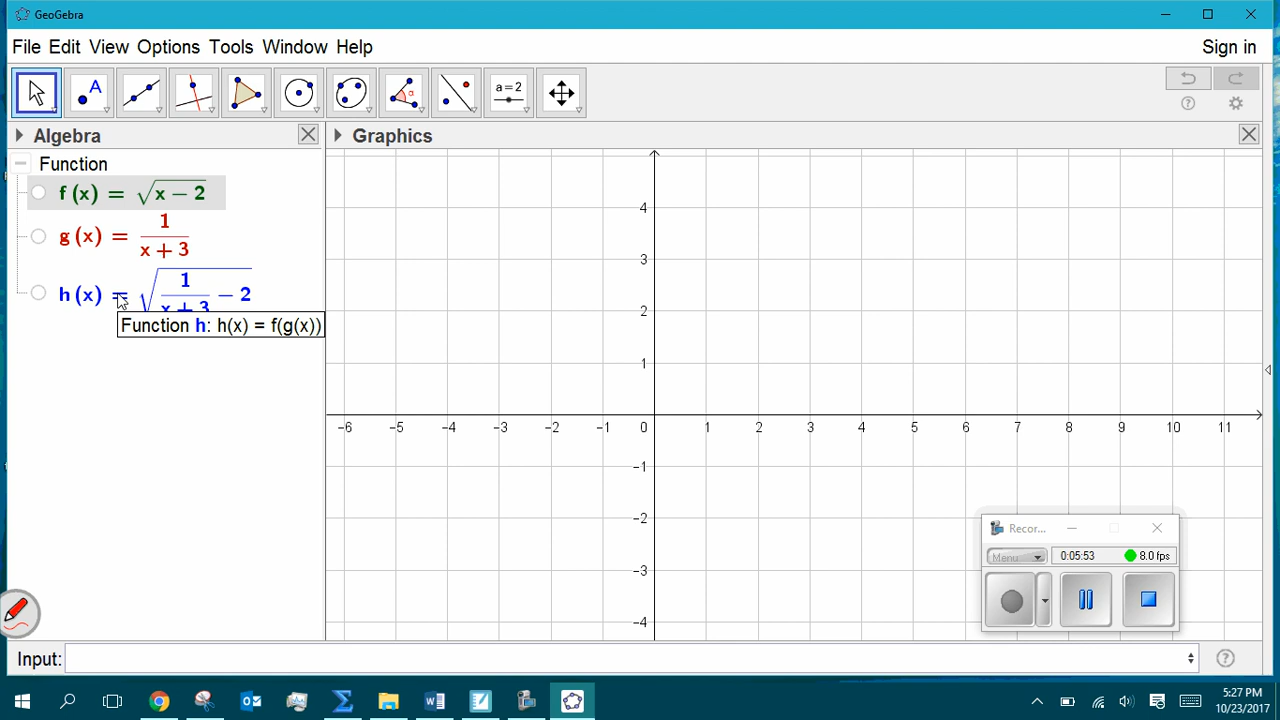 GeoGebra
File Edit View Options Tools Window Help Sign in
A α a=2
Algebra Graphics
Function
f (x) = √x − 2
g (x) = 1 / x + 3
h (x) = √1 / x + 3 − 2
Function h: h(x) = f(g(x))
4
3
2
1
−6 −5 −4 −3 −2 −1 0 1 2 3 4 5 6 7 8 9 10 11
−1
−2
−3
−4
Recor...
Menu 0:05:53 8.0 fps
Input:
5:27 PM
10/23/2017